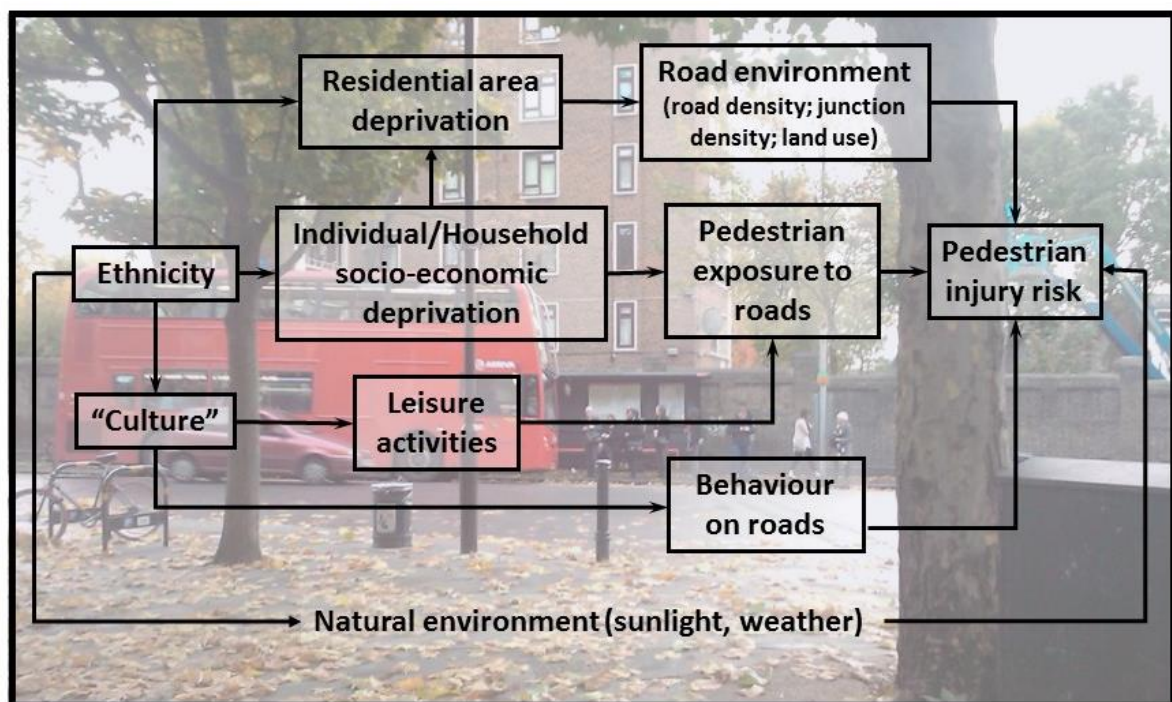 Residential area
deprivation
Road environment
(road density; junction
density; land use)
Individual/Household
socio-economic
deprivation
Pedestrian
exposure to
roads
Pedestrian
injury risk
Ethnicity
“Culture”
Leisure
activities
Behaviour
on roads
Natural environment (sunlight, weather)